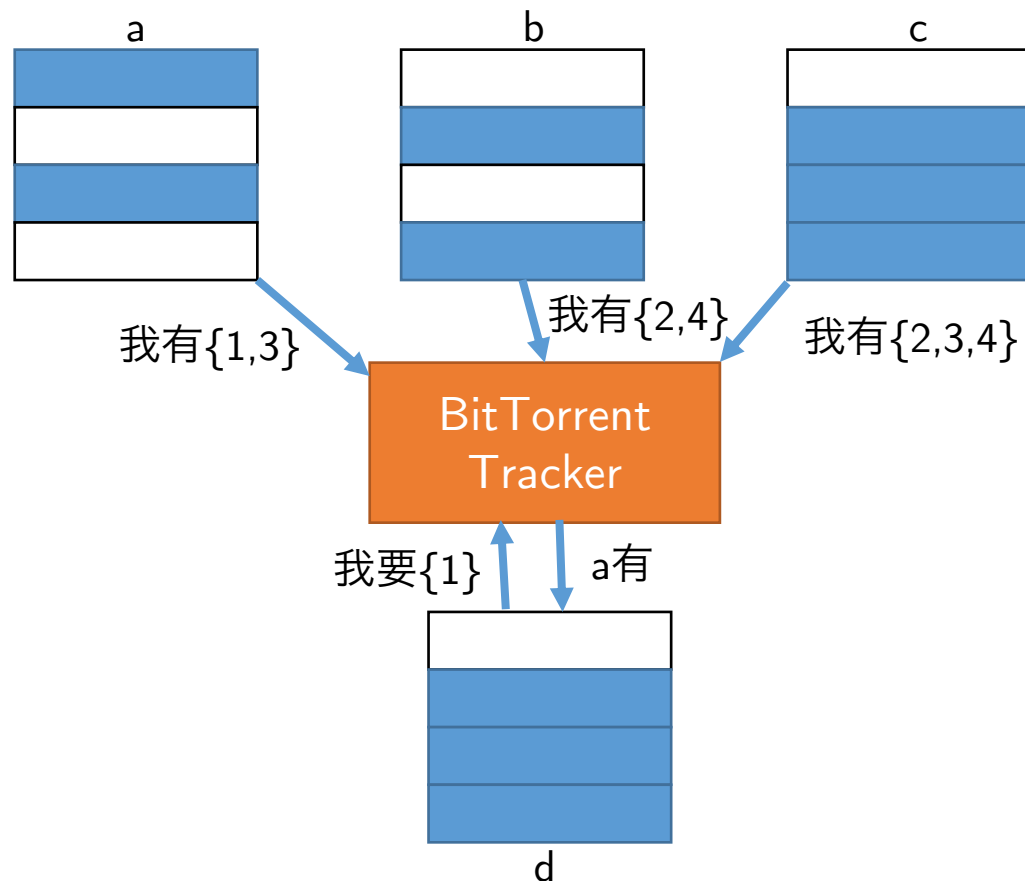 a
b
c
我有{1,3}
我有{2,4}
我有{2,3,4}
BitTorrent
Tracker
我要{1}
a有
d